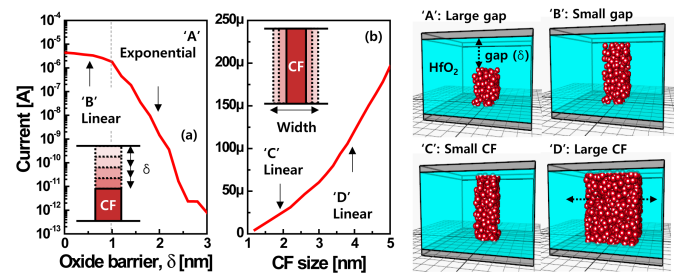 Current [A]
10⁻³
10⁻⁴
10⁻⁵
10⁻⁶
10⁻⁷
10⁻⁸
10⁻⁹
10⁻¹⁰
10⁻¹¹
10⁻¹²
10⁻¹³
'A'
Exponential
'B'
Linear
(a)
δ
CF
0 1 2 3
Oxide barrier, δ [nm]
250μ
200μ
150μ
100μ
50μ
0
(b)
CF
Width
'C'
Linear
'D'
Linear
2 3 4 5
CF size [nm]
'A': Large gap
HfO₂
gap (δ)
'B': Small gap
'C': Small CF
'D': Large CF